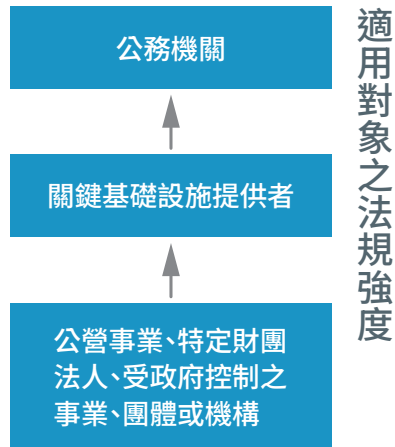 公務機關
關鍵基礎設施提供者
公營事業、特定財團
法人、受政府控制之
事業、團體或機構
適用對象之法規強度